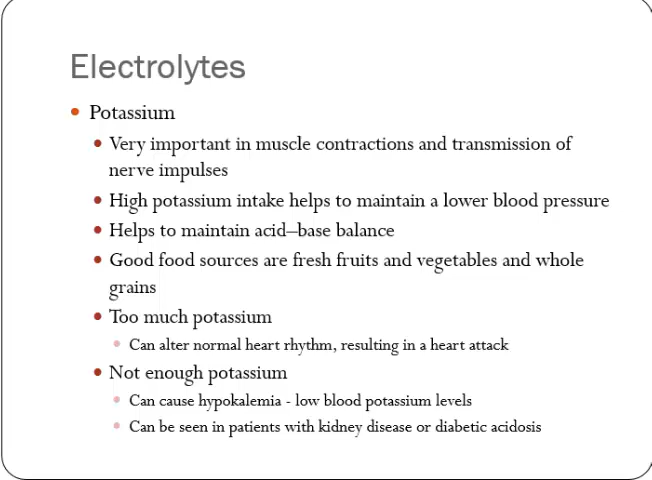 Electrolytes
Potassium
Very important in muscle contractions and transmission of
nerve impulses
High potassium intake helps to maintain a lower blood pressure
Helps to maintain acid–base balance
Good food sources are fresh fruits and vegetables and whole
grains
Too much potassium
Can alter normal heart rhythm, resulting in a heart attack
Not enough potassium
Can cause hypokalemia - low blood potassium levels
Can be seen in patients with kidney disease or diabetic acidosis